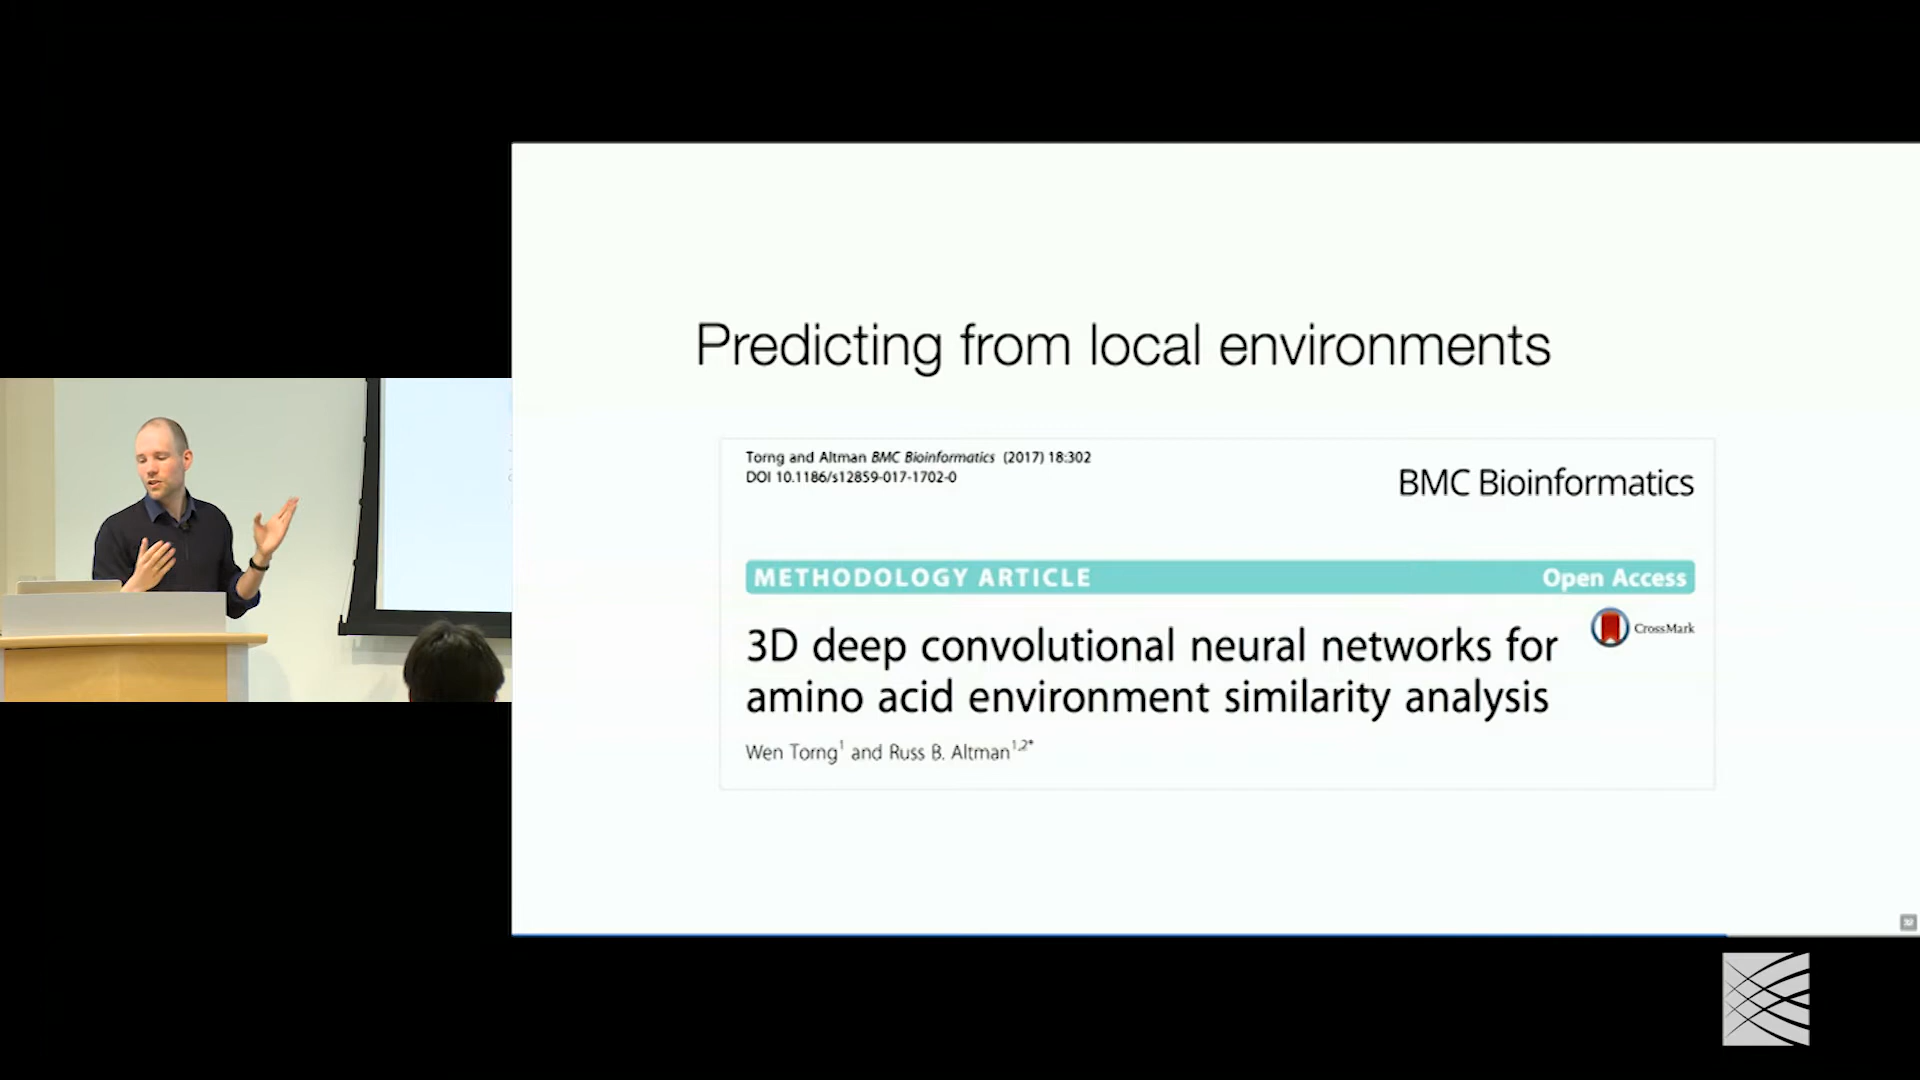 Predicting from local environments
Torng and Altman BMC Bioinformatics (2017) 18:302
DOI 10.1186/s12859-017-1702-0
BMC Bioinformatics
METHODOLOGY ARTICLE
Open Access
3D deep convolutional neural networks for
amino acid environment similarity analysis
CrossMark
Wen Torng1 and Russ B. Altman1,2*